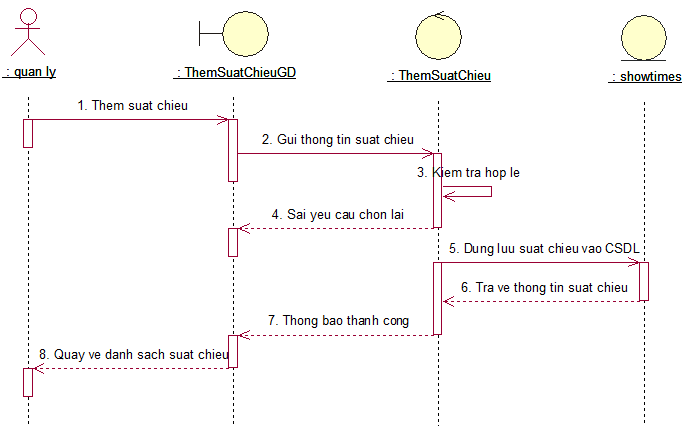 : quan ly
: ThemSuatChieuGD
: ThemSuatChieu
: showtimes
1. Them suat chieu
2. Gui thong tin suat chieu
3. Kiem tra hop le
4. Sai yeu cau chon lai
5. Dung luu suat chieu vao CSDL
6. Tra ve thong tin suat chieu
7. Thong bao thanh cong
8. Quay ve danh sach suat chieu